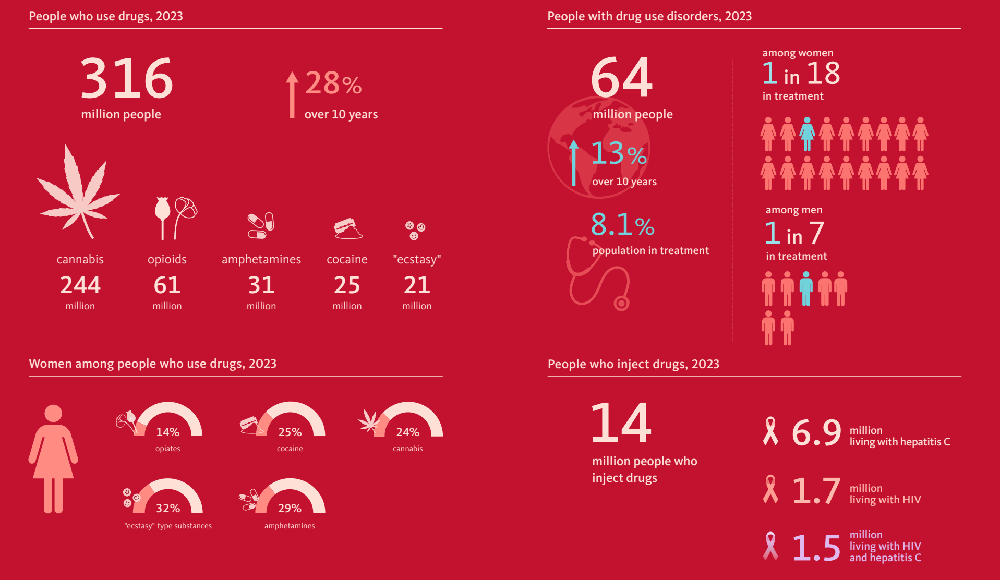 People who use drugs, 2023
316
million people
28%
over 10 years
cannabis
244
million
opioids
61
million
amphetamines
31
million
cocaine
25
million
"ecstasy"
21
million
People with drug use disorders, 2023
64
million people
13%
over 10 years
8.1%
population in treatment
among women
1 in 18
in treatment
among men
1 in 7
in treatment
Women among people who use drugs, 2023
14%
opiates
25%
cocaine
24%
cannabis
32%
"ecstasy"-type substances
29%
amphetamines
People who inject drugs, 2023
14
million people who
inject drugs
6.9
million
living with hepatitis C
1.7
million
living with HIV
1.5
million
living with HIV
and hepatitis C